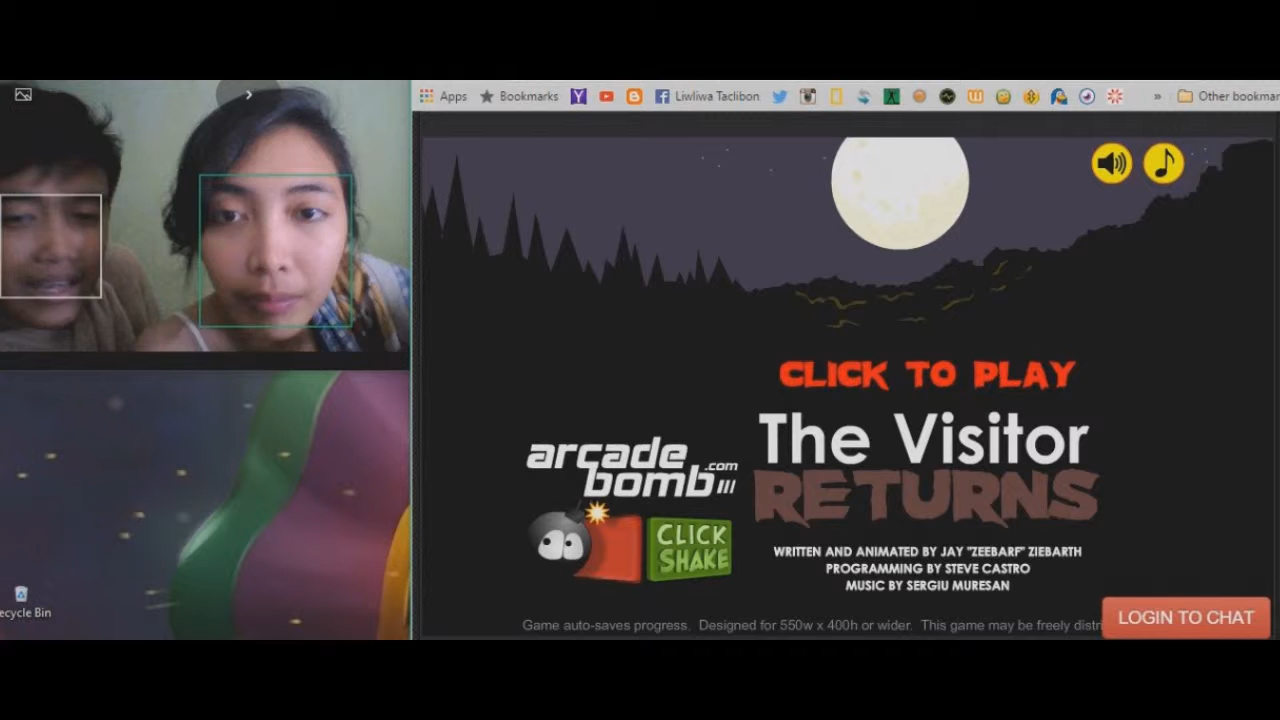 Apps Bookmarks Liwliwa Taclibon » Other bookmar
CLICK TO PLAY
The Visitor
RETURNS
arcade
bomb.com
CLICK
SHAKE
WRITTEN AND ANIMATED BY JAY "ZEEBARF" ZIEBARTH
PROGRAMMING BY STEVE CASTRO
MUSIC BY SERGIU MURESAN
ecycle Bin
Game auto-saves progress. Designed for 550w x 400h or wider. This game may be freely distri
LOGIN TO CHAT